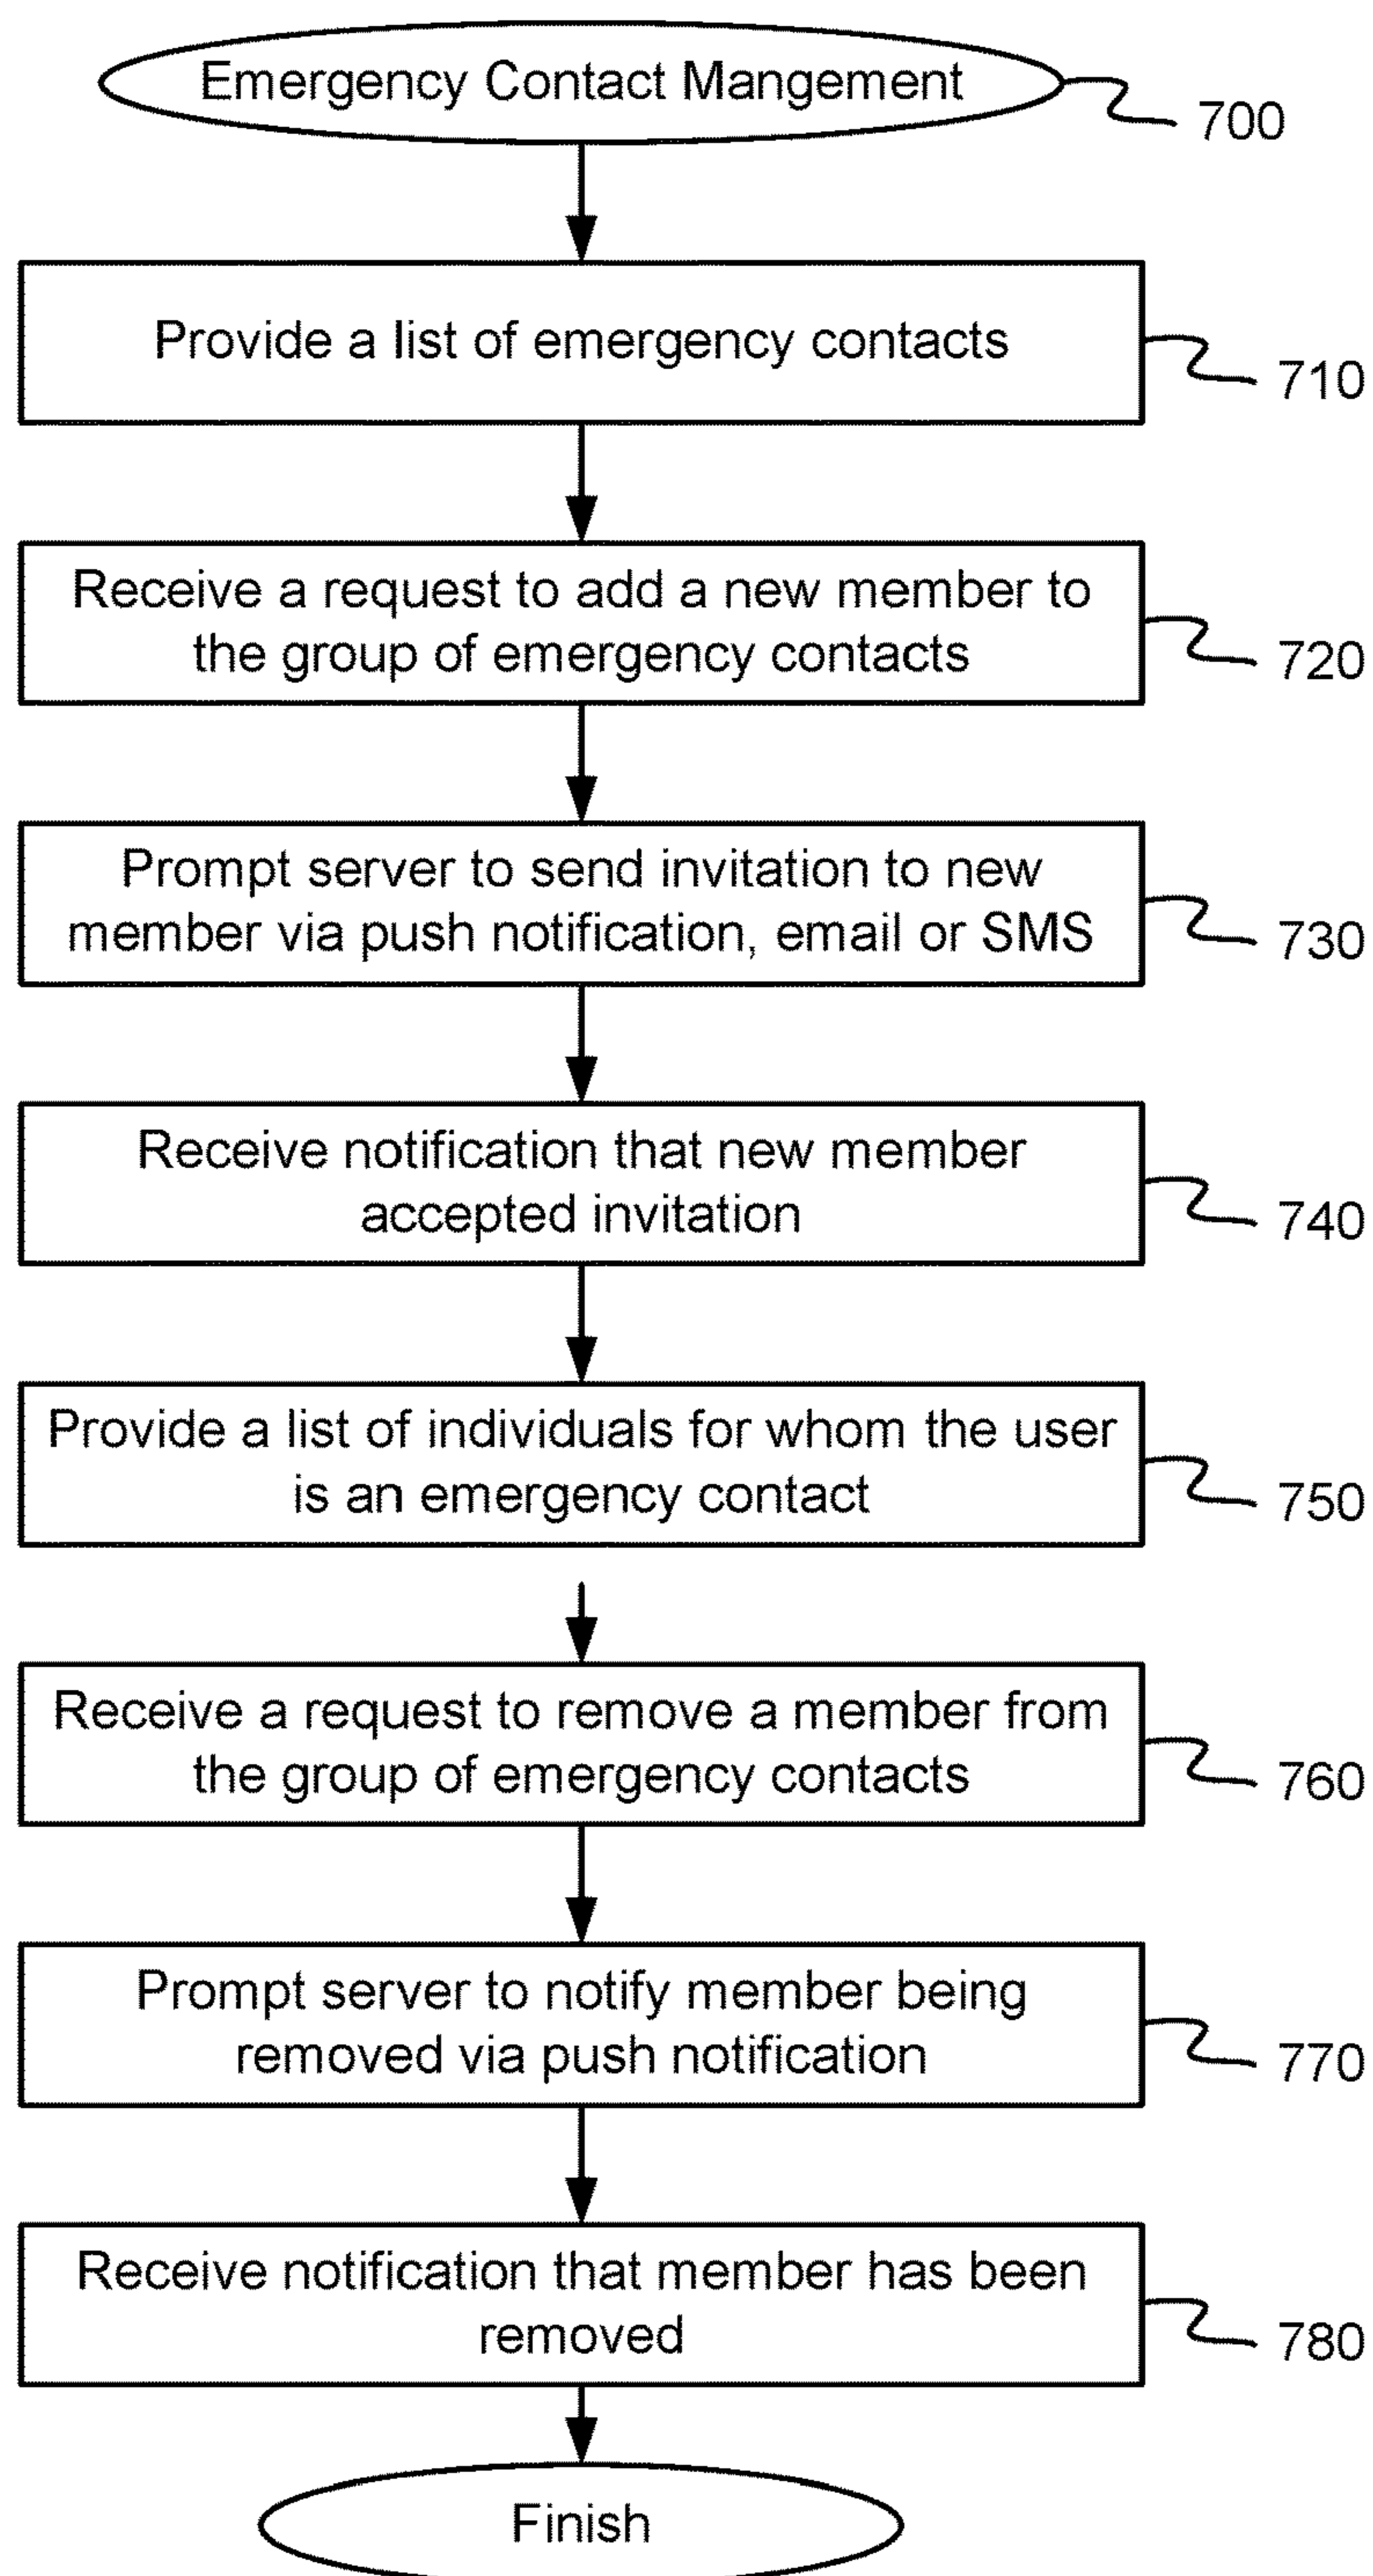 Emergency Contact Mangement
700
Provide a list of emergency contacts
710
Receive a request to add a new member to
the group of emergency contacts
720
Prompt server to send invitation to new
member via push notification, email or SMS
730
Receive notification that new member
accepted invitation
740
Provide a list of individuals for whom the user
is an emergency contact
750
Receive a request to remove a member from
the group of emergency contacts
760
Prompt server to notify member being
removed via push notification
770
Receive notification that member has been
removed
780
Finish